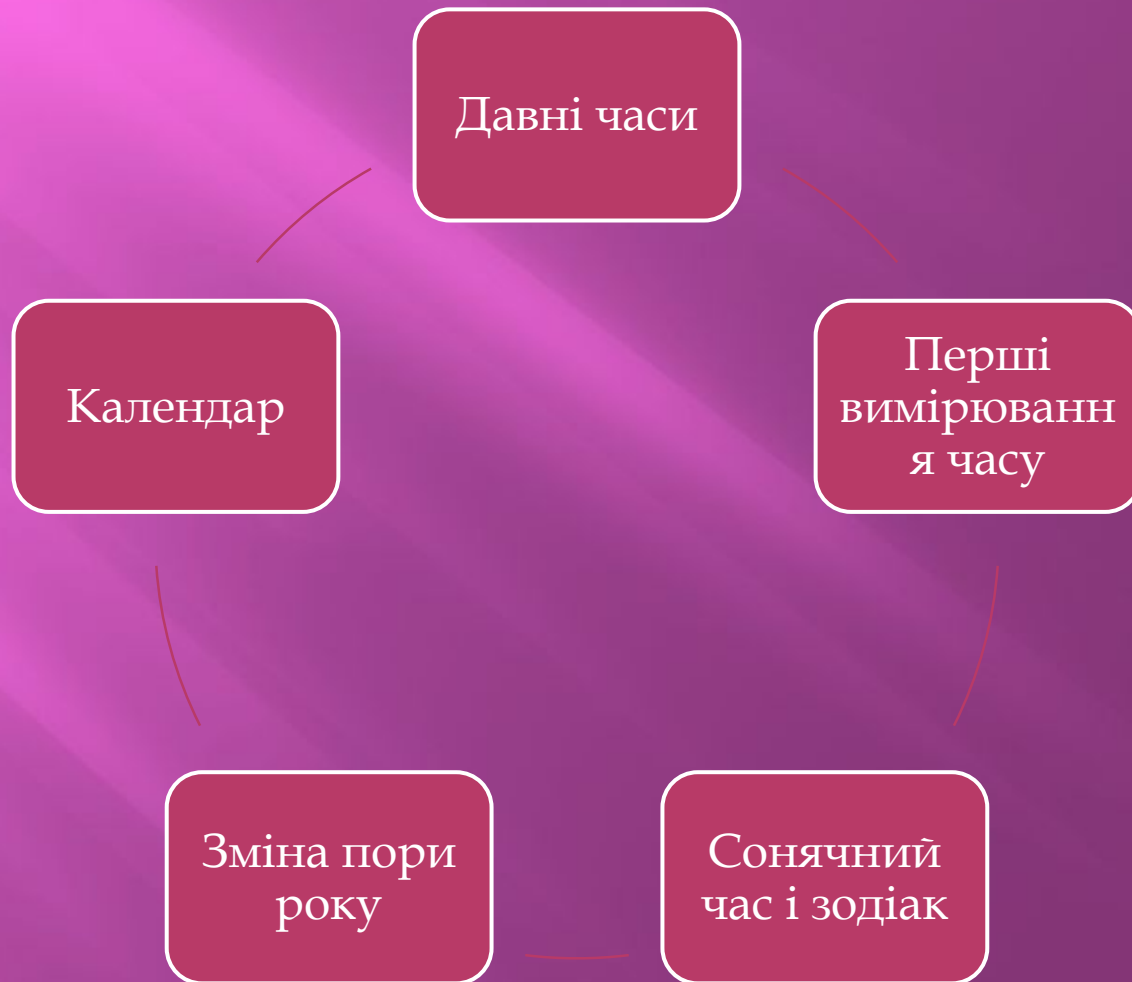 Давні часи
Перші
вимірюванн
я часу
Сонячний
час і зодіак
Зміна пори
року
Календар